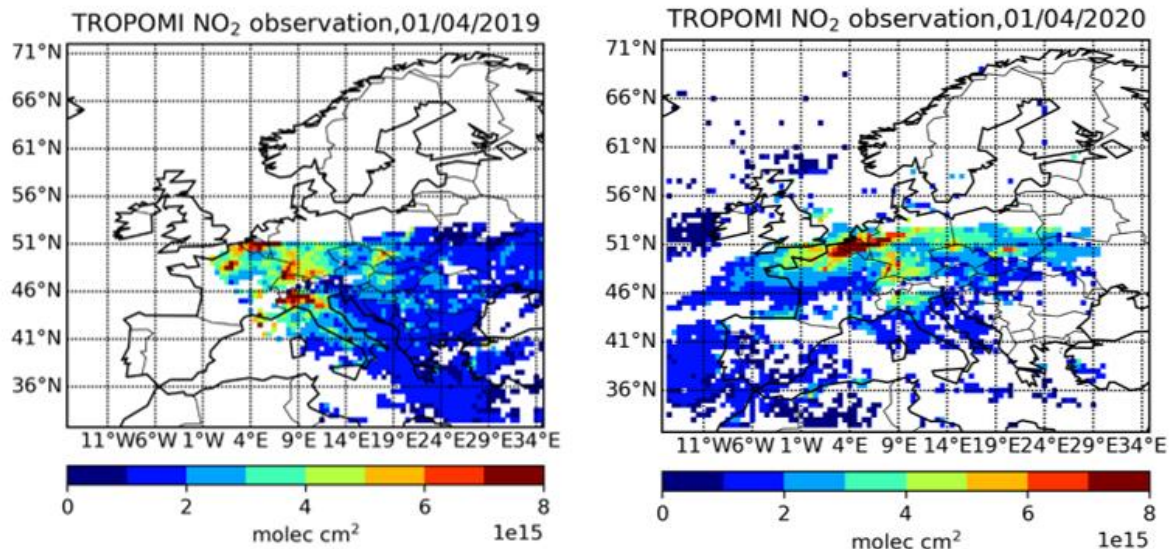 TROPOMI NO₂ observation,01/04/2019
71°N
66°N
61°N
56°N
51°N
46°N
41°N
36°N
11°W6°W 1°W 4°E 9°E 14°E19°E24°E29°E34°E
0 2 4 6 8
molec cm² 1e15
TROPOMI NO₂ observation,01/04/2020
71°N
66°N
61°N
56°N
51°N
46°N
41°N
36°N
11°W6°W 1°W 4°E 9°E 14°E19°E24°E29°E34°E
0 2 4 6 8
molec cm² 1e15